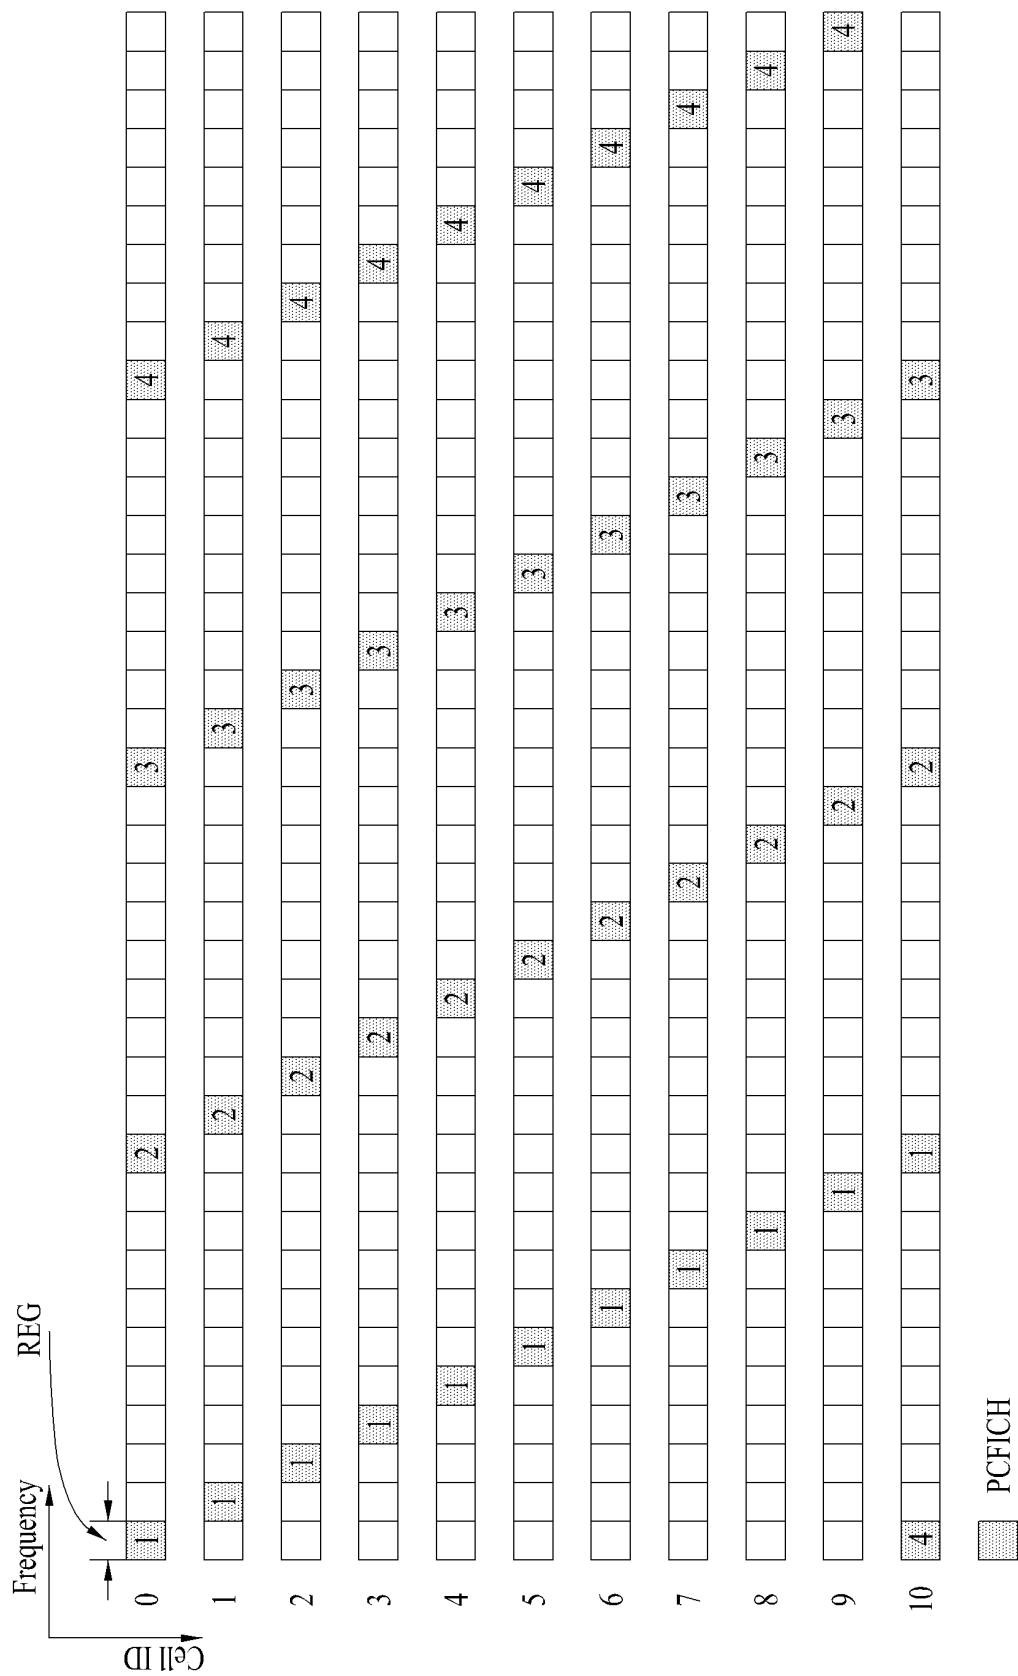 Frequency
REG
Cell ID
0 1 2 3 4
1 1 2 3 4
2 1 2 3 4
3 1 2 3 4
4 1 2 3 4
5 1 2 3 4
6 1 2 3 4
7 1 2 3 4
8 1 2 3 4
9 1 2 3 4
10 4 1 2 3
PCFICH